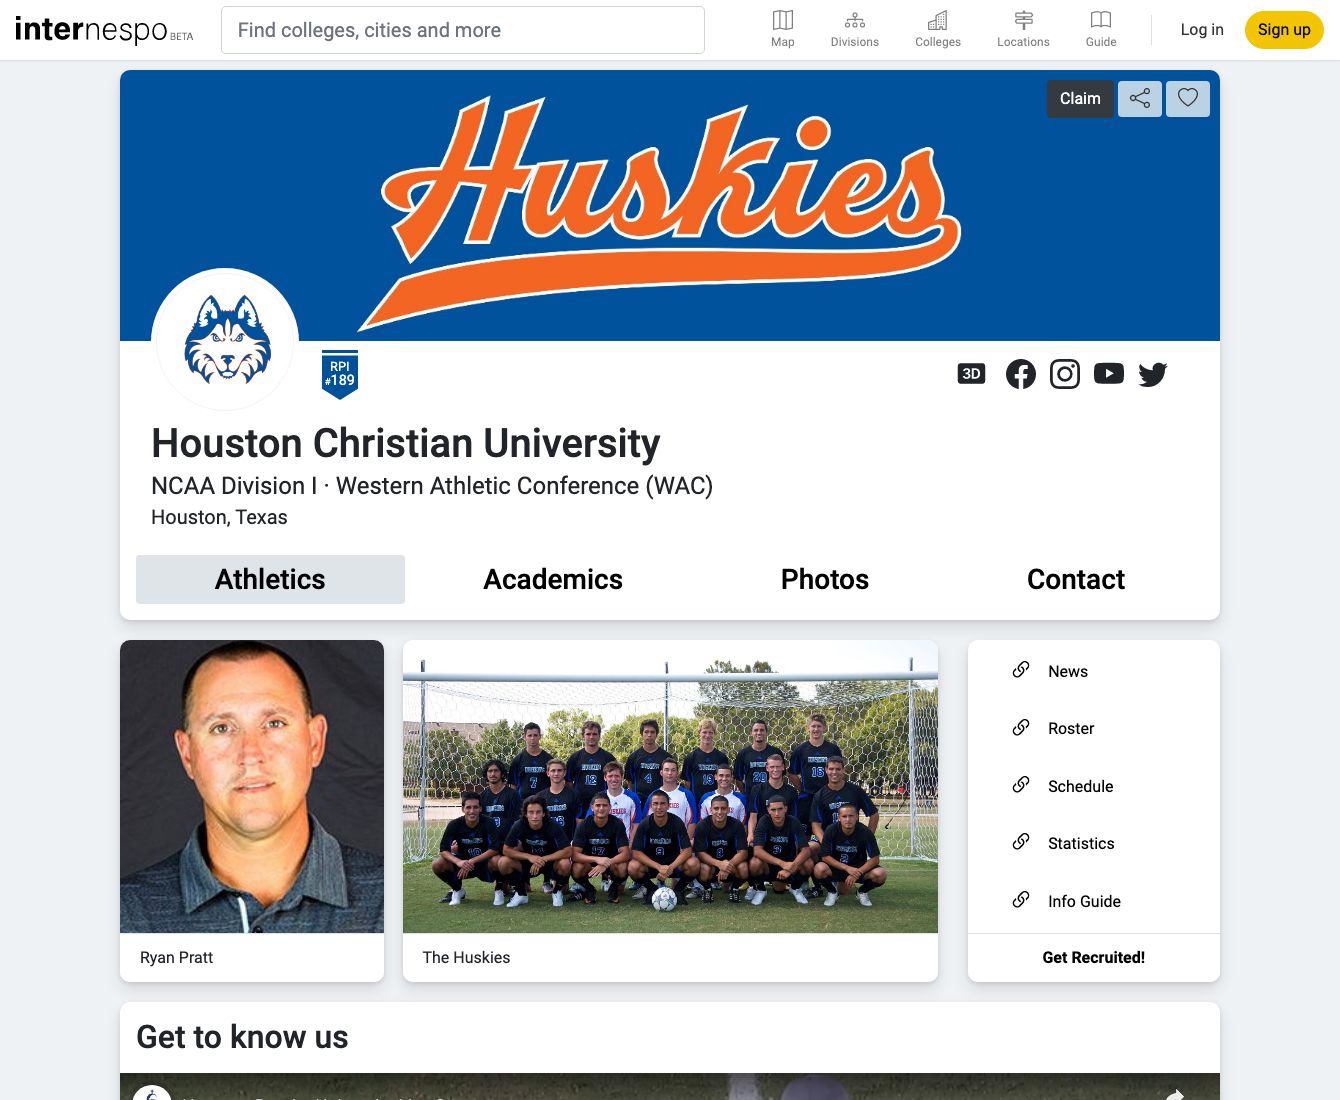 internespo BETA
Find colleges, cities and more
Map
Divisions
Colleges
Locations
Guide
Log in
Sign up
Claim
Huskies
RPI
#189
3D
Houston Christian University
NCAA Division I · Western Athletic Conference (WAC)
Houston, Texas
Athletics
Academics
Photos
Contact
News
Roster
Schedule
Statistics
Info Guide
Get Recruited!
Ryan Pratt
The Huskies
Get to know us